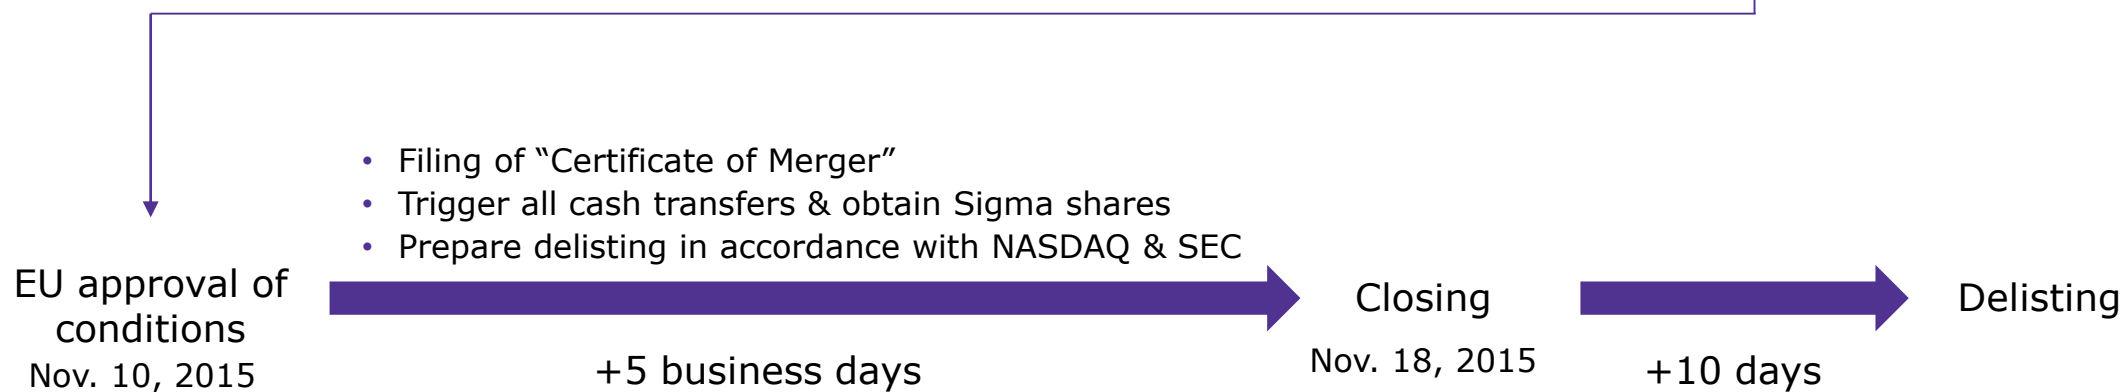 • Filing of “Certificate of Merger”
• Trigger all cash transfers & obtain Sigma shares
• Prepare delisting in accordance with NASDAQ & SEC
EU approval of
conditions
Nov. 10, 2015
+5 business days
Closing
Nov. 18, 2015
+10 days
Delisting